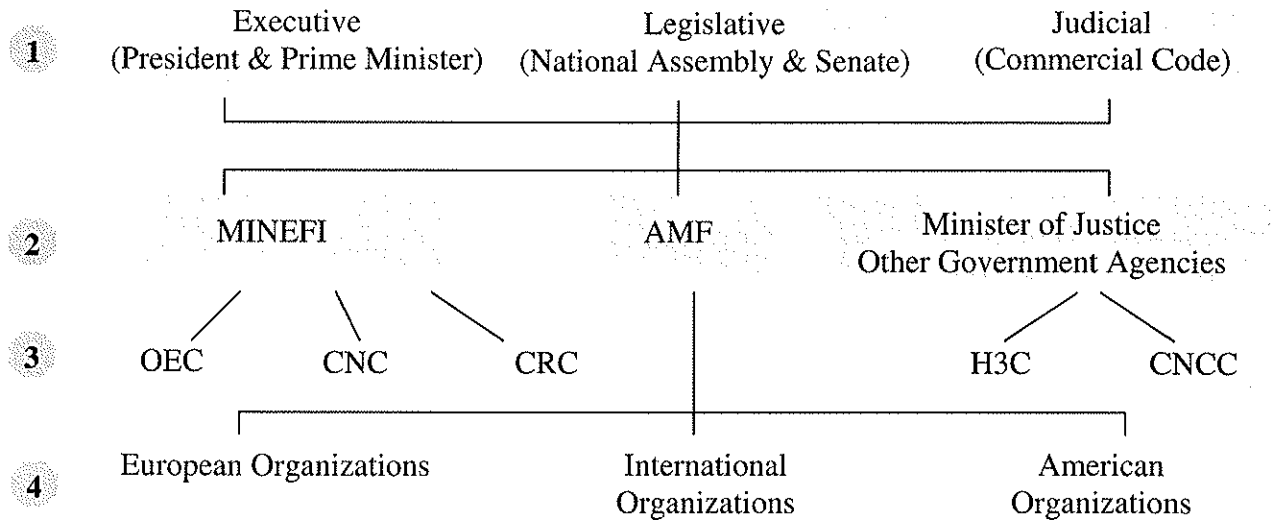 1
Executive
(President & Prime Minister)
Legislative
(National Assembly & Senate)
Judicial
(Commercial Code)
2
MINEFI
AMF
Minister of Justice
Other Government Agencies
3
OEC
CNC
CRC
H3C
CNCC
4
European Organizations
International
Organizations
American
Organizations